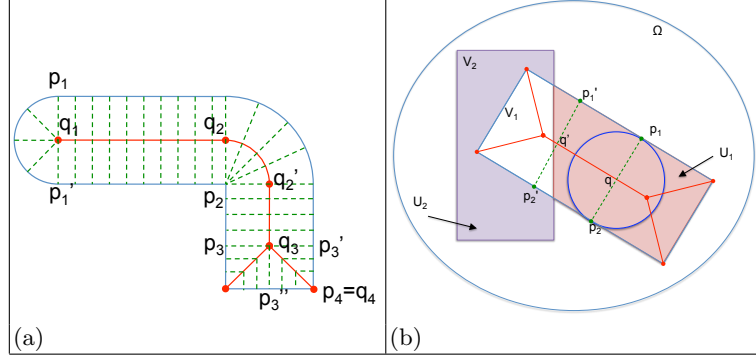 p1
q1
q2
p1'
p2
q2'
p3
q3
p3'
p3''
p4=q4
(a)
Ω
V2
V1
p1'
p1
q'
U1
q
p2'
p2
U2
(b)